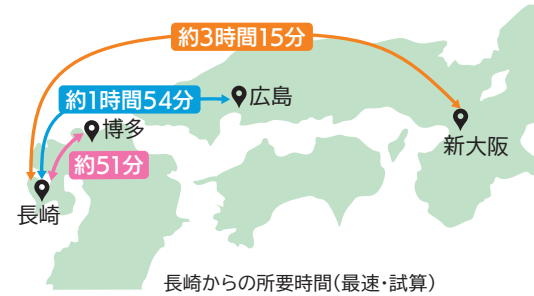 約3時間15分
約1時間54分
広島
博多
新大阪
約51分
長崎
長崎からの所要時間(最速・試算)